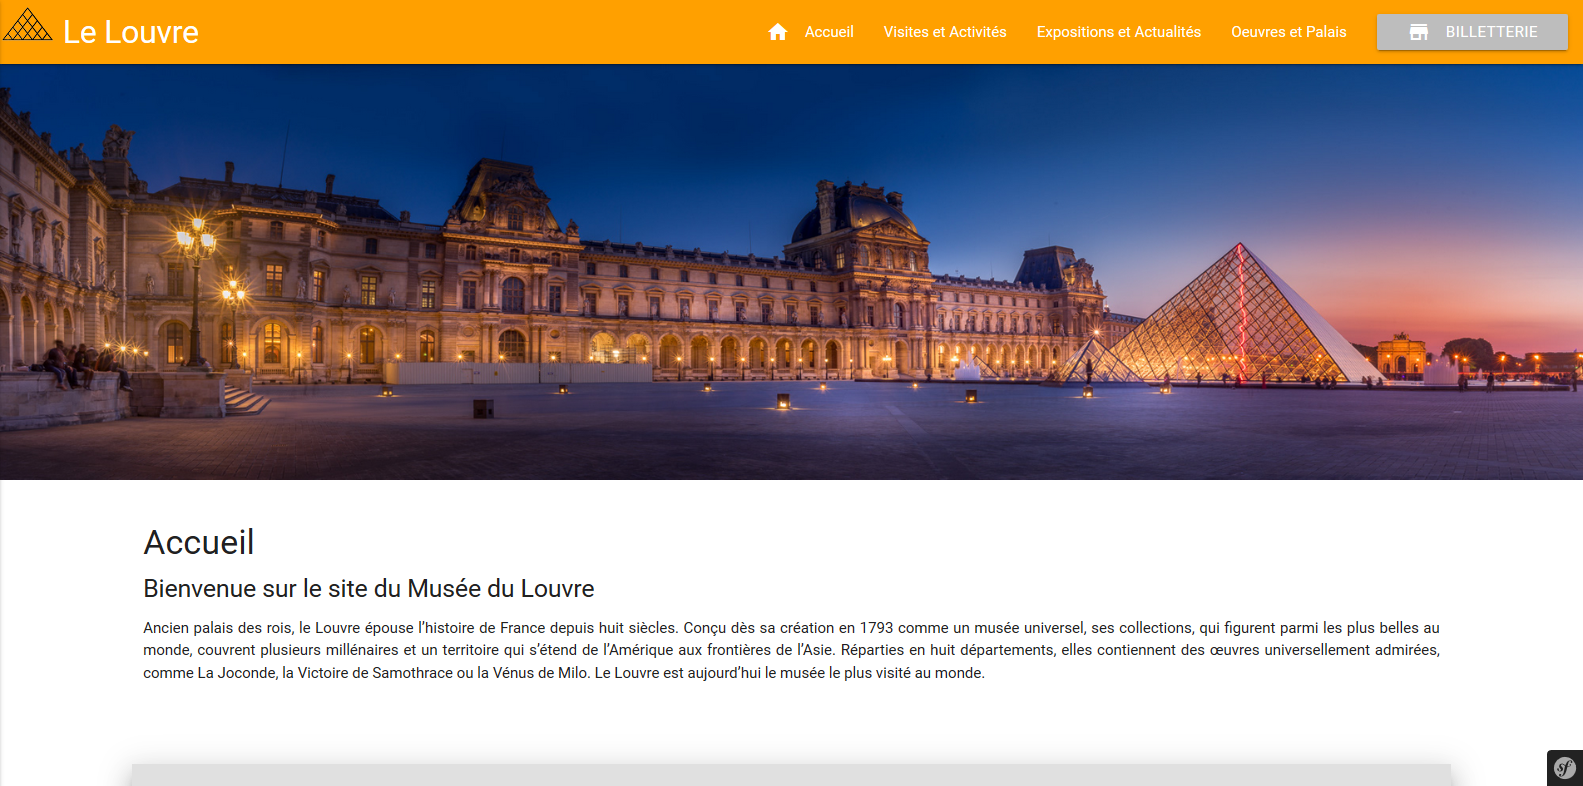 Le Louvre
Accueil
Visites et Activités
Expositions et Actualités
Oeuvres et Palais
BILLETTERIE
Accueil
Bienvenue sur le site du Musée du Louvre
Ancien palais des rois, le Louvre épouse l’histoire de France depuis huit siècles. Conçu dès sa création en 1793 comme un musée universel, ses collections, qui figurent parmi les plus belles au
monde, couvrent plusieurs millénaires et un territoire qui s’étend de l’Amérique aux frontières de l’Asie. Réparties en huit départements, elles contiennent des œuvres universellement admirées,
comme La Joconde, la Victoire de Samothrace ou la Vénus de Milo. Le Louvre est aujourd’hui le musée le plus visité au monde.
sf